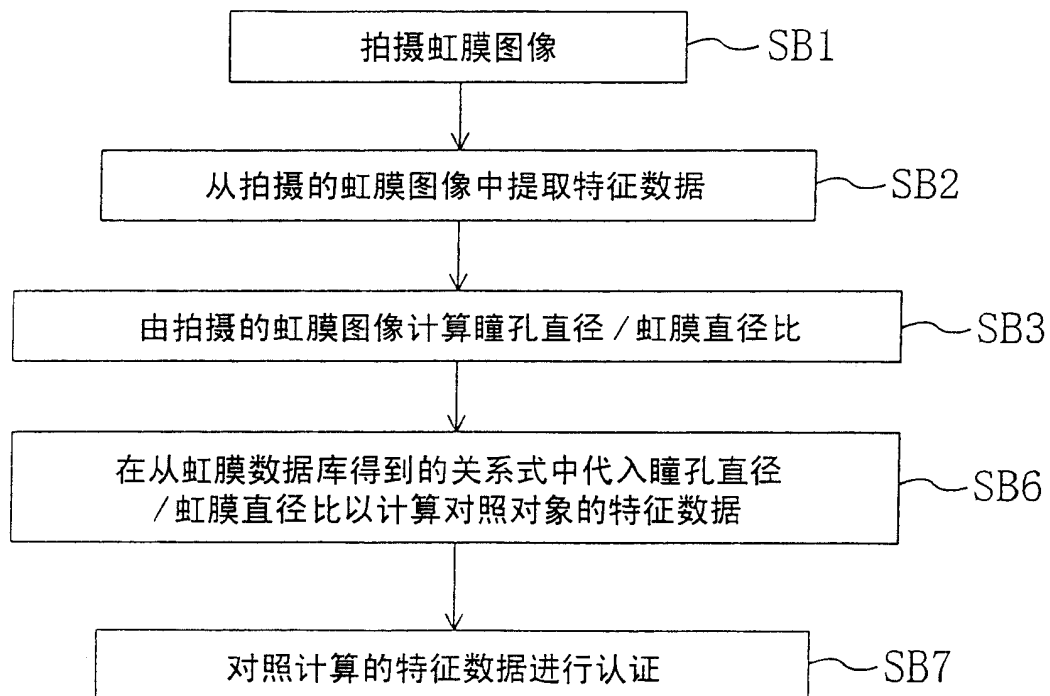 拍摄虹膜图像
SB1
从拍摄的虹膜图像中提取特征数据
SB2
由拍摄的虹膜图像计算瞳孔直径/虹膜直径比
SB3
在从虹膜数据库得到的关系式中代入瞳孔直径
/虹膜直径比以计算对照对象的特征数据
SB6
对照计算的特征数据进行认证
SB7